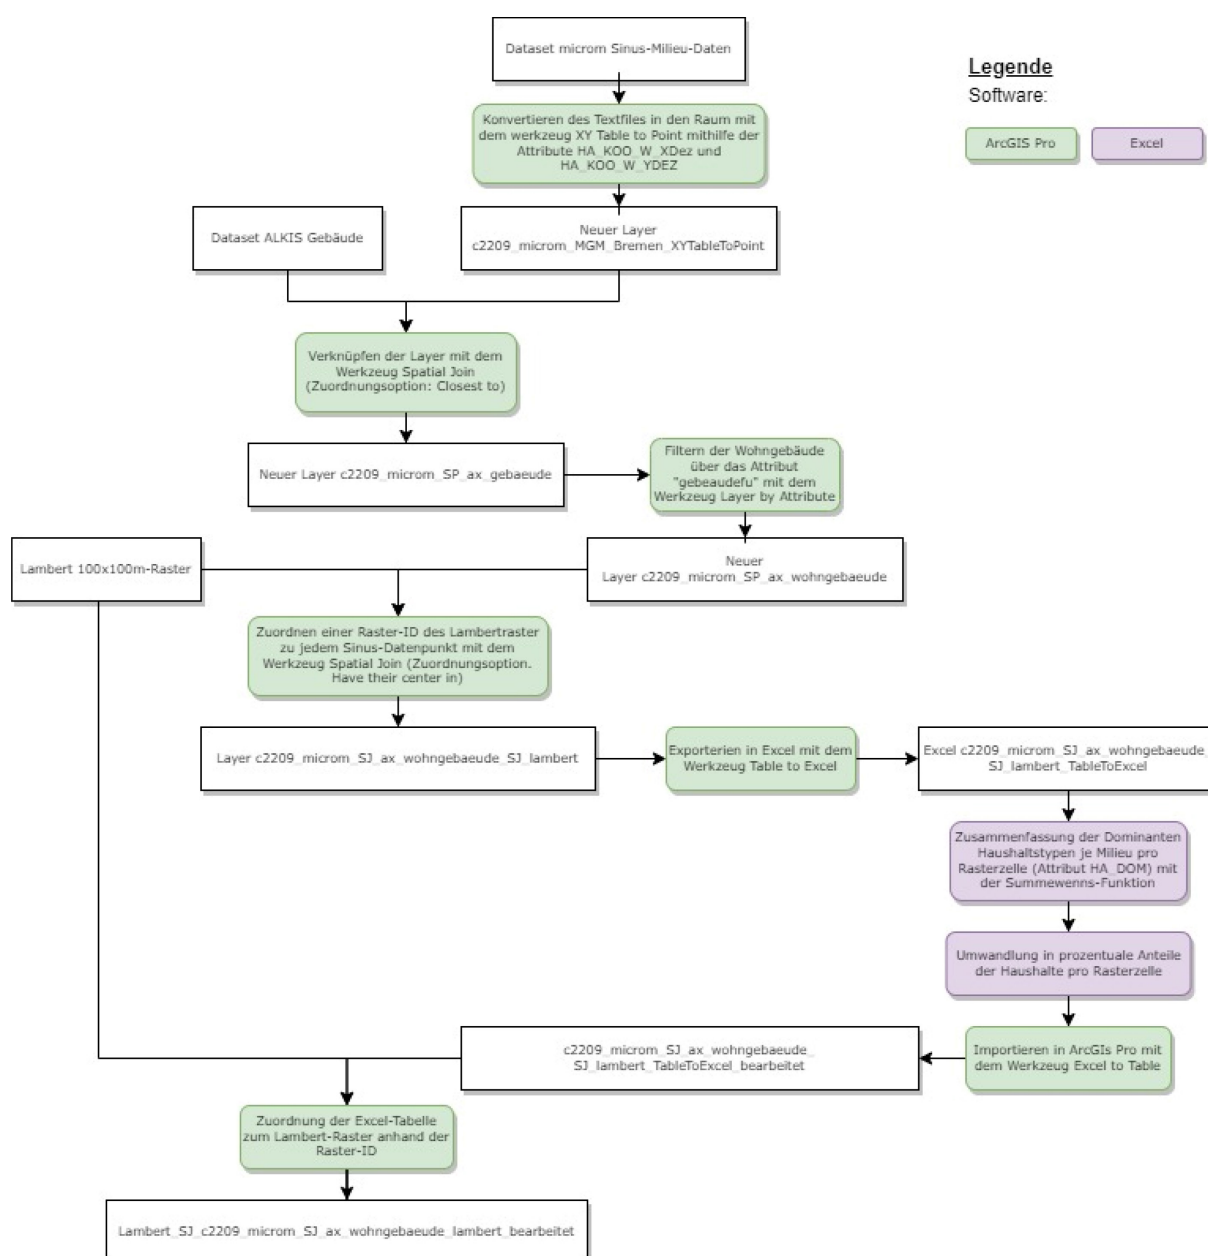 Dataset microm Sinus-Milieu-Daten
Legende
Software:
ArcGIS Pro
Excel
Konvertieren des Textfiles in den Raum mit
dem werkzeug XY Table to Point mithilfe der
Attribute HA_KOO_W_XDez und
HA_KOO_W_YDEZ
Dataset ALKIS Gebäude
Neuer Layer
c2209_microm_MGM_Bremen_XYTableToPoint
Verknüpfen der Layer mit dem
Werkzeug Spatial Join
(Zuordnungsoption: Closest to)
Neuer Layer c2209_microm_SP_ax_gebaeude
Filtern der Wohngebäude
über das Attribut
"gebeaudefu" mit dem
Werkzeug Layer by Attribute
Lambert 100x100m-Raster
Neuer
Layer c2209_microm_SP_ax_wohngebaeude
Zuordnen einer Raster-ID des Lambertraster
zu jedem Sinus-Datenpunkt mit dem
Werkzeug Spatial Join (Zuordnungsoption.
Have their center in)
Layer c2209_microm_SJ_ax_wohngebaeude_SJ_lambert
Exporterien in Excel mit dem
Werkzeug Table to Excel
Excel c2209_microm_SJ_ax_wohngebaeude_
SJ_lambert_TableToExcel
Zusammenfassung der Dominanten
Haushaltstypen je Milieu pro
Rasterzelle (Attribut HA_DOM) mit
der Summewenns-Funktion
Umwandlung in prozentuale Anteile
der Haushalte pro Rasterzelle
Importieren in ArcGIs Pro mit
dem Werkzeug Excel to Table
c2209_microm_SJ_ax_wohngebaeude_
SJ_lambert_TableToExcel_bearbeitet
Zuordnung der Excel-Tabelle
zum Lambert-Raster anhand der
Raster-ID
Lambert_SJ_c2209_microm_SJ_ax_wohngebaeude_lambert_bearbeitet